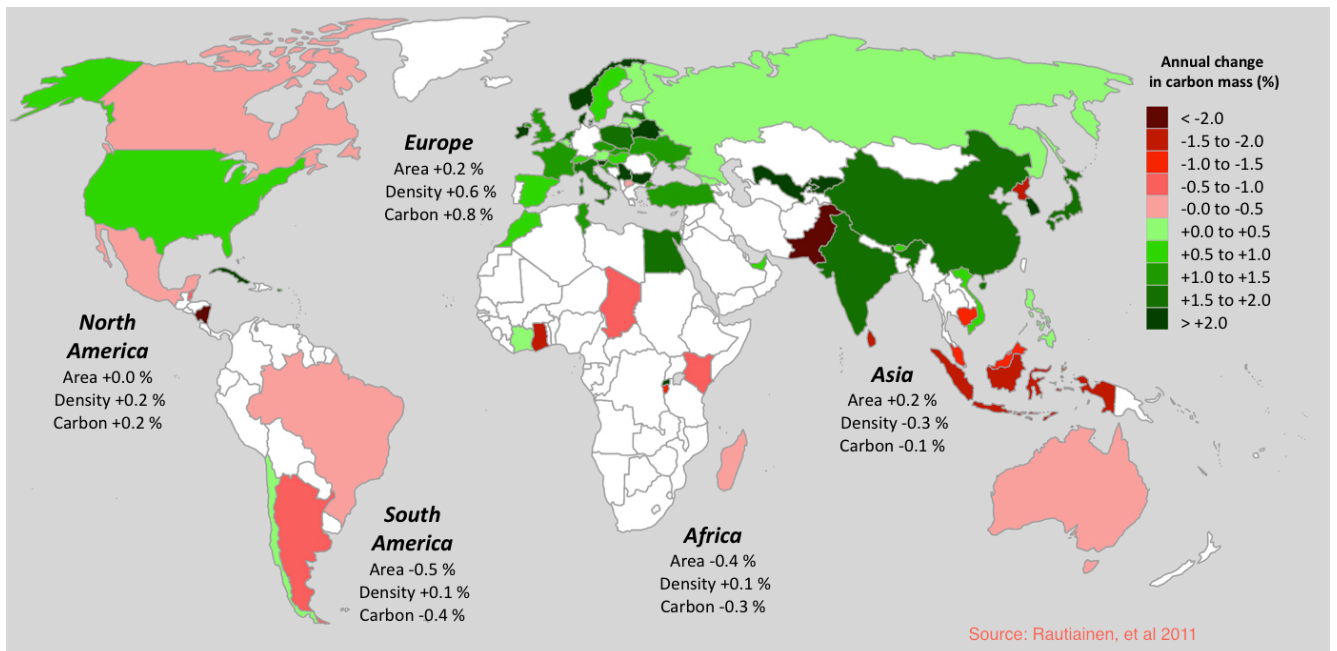 Annual change
in carbon mass (%)
< -2.0
-1.5 to -2.0
-1.0 to -1.5
-0.5 to -1.0
-0.0 to -0.5
+0.0 to +0.5
+0.5 to +1.0
+1.0 to +1.5
+1.5 to +2.0
> +2.0
Europe
Area +0.2 %
Density +0.6 %
Carbon +0.8 %
North
America
Area +0.0 %
Density +0.2 %
Carbon +0.2 %
Asia
Area +0.2 %
Density -0.3 %
Carbon -0.1 %
South
America
Area -0.5 %
Density +0.1 %
Carbon -0.4 %
Africa
Area -0.4 %
Density +0.1 %
Carbon -0.3 %
Source: Rautiainen, et al 2011